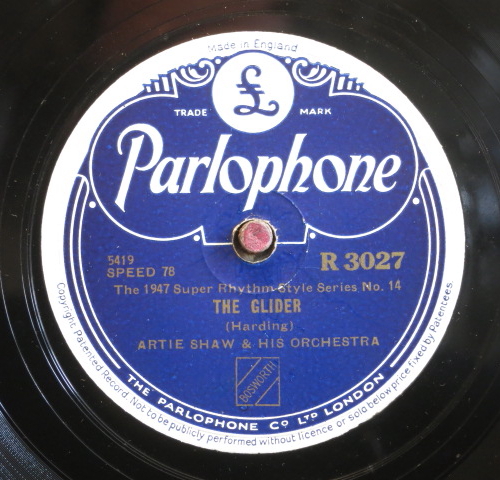 Made in England
£
TRADE MARK
Parlophone
5419
SPEED 78
R 3027
The 1947 Super Rhythm-Style Series No. 14
THE GLIDER
(Harding)
ARTIE SHAW & HIS ORCHESTRA
BOSWORTH
THE PARLOPHONE Cº LTD LONDON
Copyright, Patented Record. Not to be publicly performed without licence or sold below price fixed by Patentees.